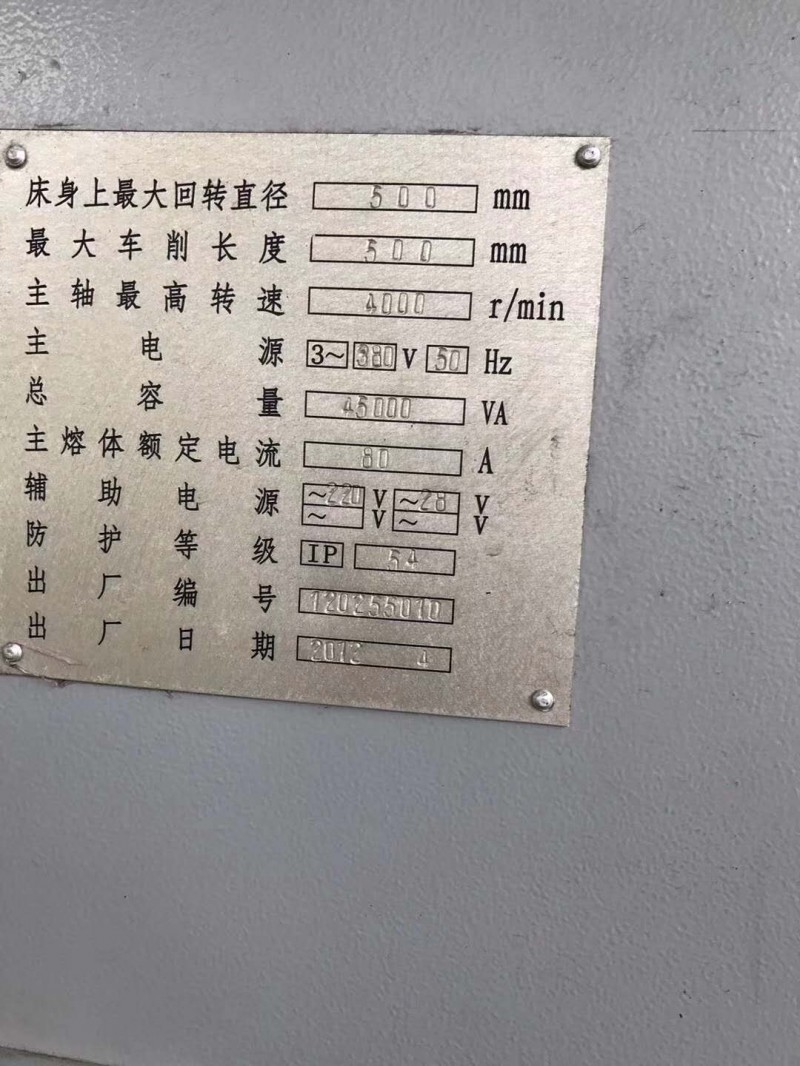 床身上最大回转直径 500 mm
最大车削长度 500 mm
主轴最高转速 4000 r/min
主电源 3~ 380 V 50 Hz
总容量 45000 VA
主熔体额定电流 80 A
辅助电源 ~220 V ~28 V
~ V ~ V
防护等级 IP 54
出厂编号 120255010
出厂日期 2012 4